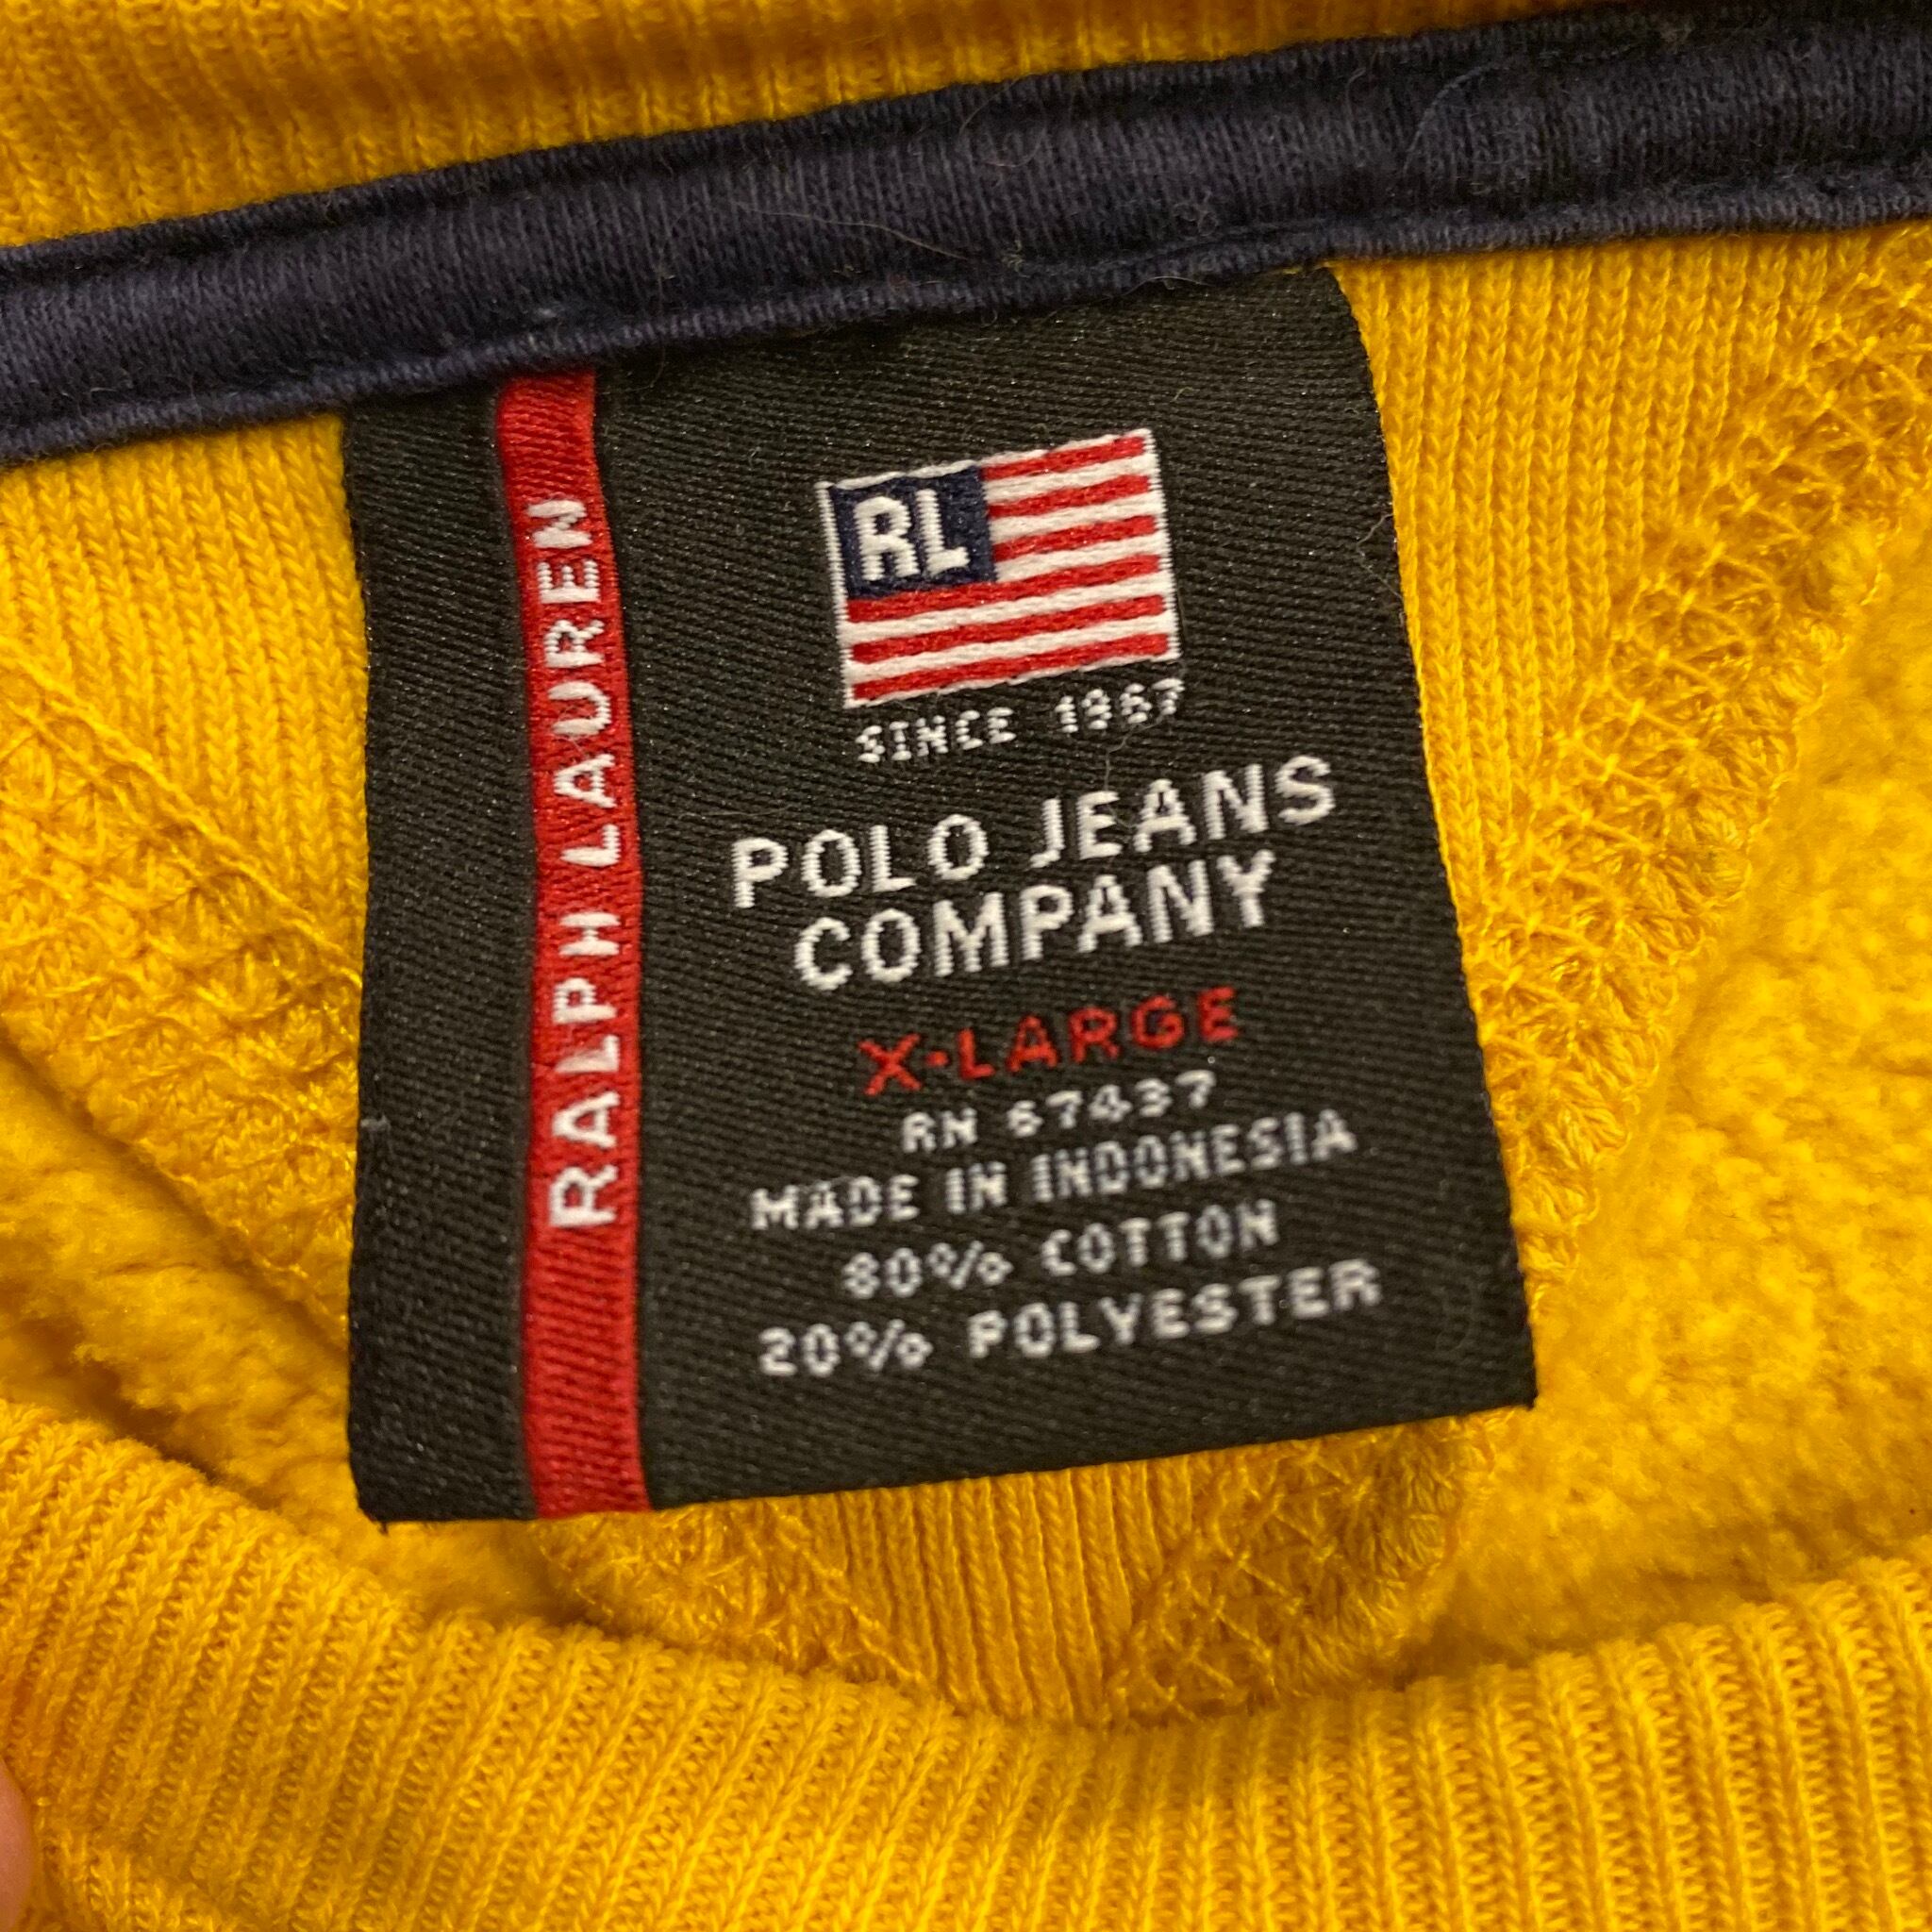 RALPH LAUREN
RL
SINCE 1967
POLO JEANS
COMPANY
X-LARGE
RN 67437
MADE IN INDONESIA
80% COTTON
20% POLYESTER